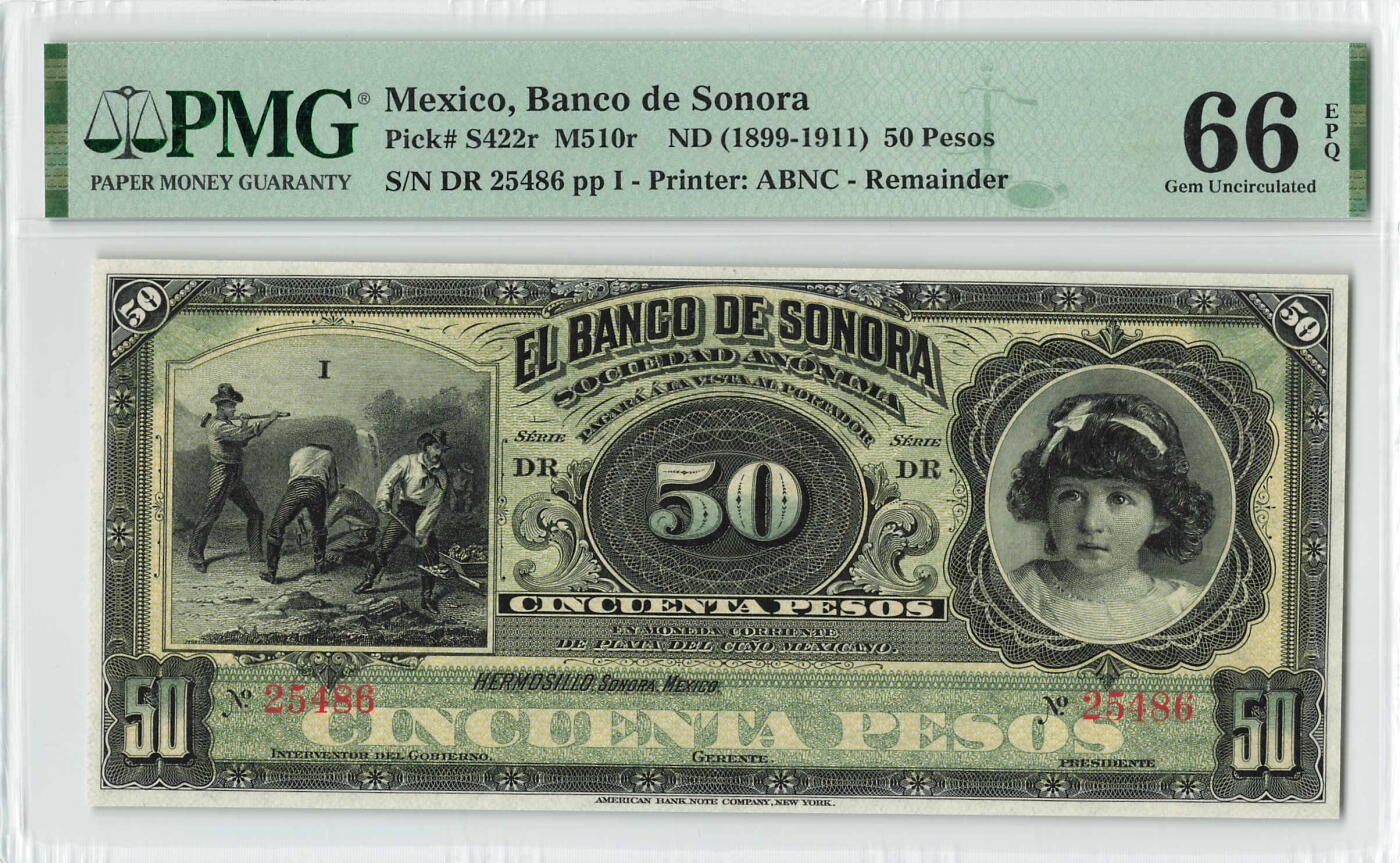 PMG®
PAPER MONEY GUARANTY
Mexico, Banco de Sonora
Pick# S422r M510r ND (1899-1911) 50 Pesos
S/N DR 25486 pp I - Printer: ABNC - Remainder
66 EPQ
Gem Uncirculated
50 50
EL BANCO DE SONORA
SOCIEDAD ANÓNIMA
PAGARÁ Á LA VISTA AL PORTADOR
I
SÉRIE SÉRIE
DR DR
50
CINCUENTA PESOS
EN MONEDA CORRIENTE
DE PLATA DEL CUÑO MEXICANO.
HERMOSILLO, SONORA, MEXICO.
50 Nº 25486 Nº 25486 50
CINCUENTA PESOS
INTERVENTOR DEL GOBIERNO. GERENTE. PRESIDENTE
AMERICAN BANK NOTE COMPANY, NEW YORK.